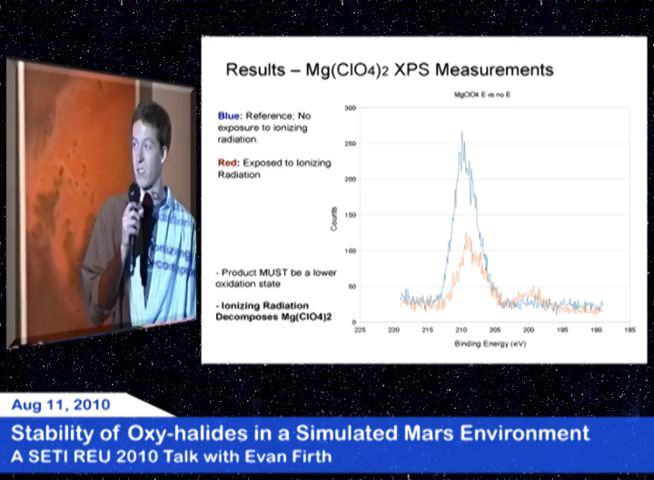 Results – Mg(ClO4)2 XPS Measurements
MgClO4 E vs no E
Blue: Reference; No
exposure to ionizing
radiation.
Red: Exposed to Ionizing
Radiation
- Product MUST be a lower
oxidation state
- Ionizing Radiation
Decomposes Mg(ClO4)2
Counts
300
250
200
150
100
50
0
225 220 215 210 205 200 195 190 185
Binding Energy (eV)
Aug 11, 2010
Stability of Oxy-halides in a Simulated Mars Environment
A SETI REU 2010 Talk with Evan Firth